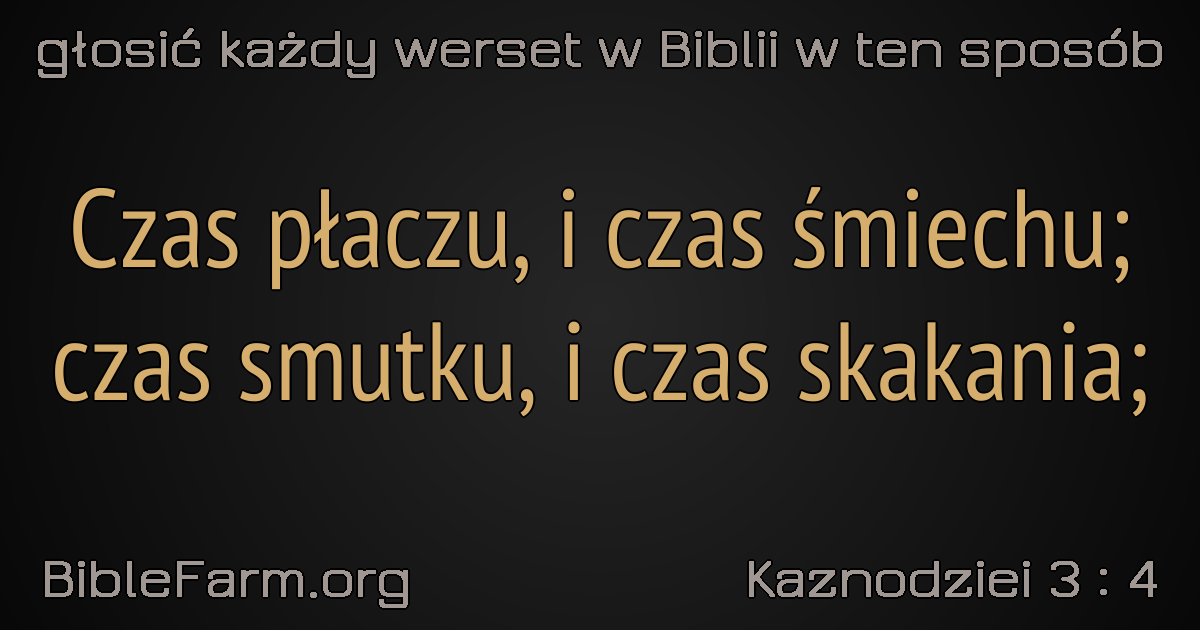 głosić każdy werset w Biblii w ten sposób
Czas płaczu, i czas śmiechu;
czas smutku, i czas skakania;
BibleFarm.org
Kaznodziei 3 : 4